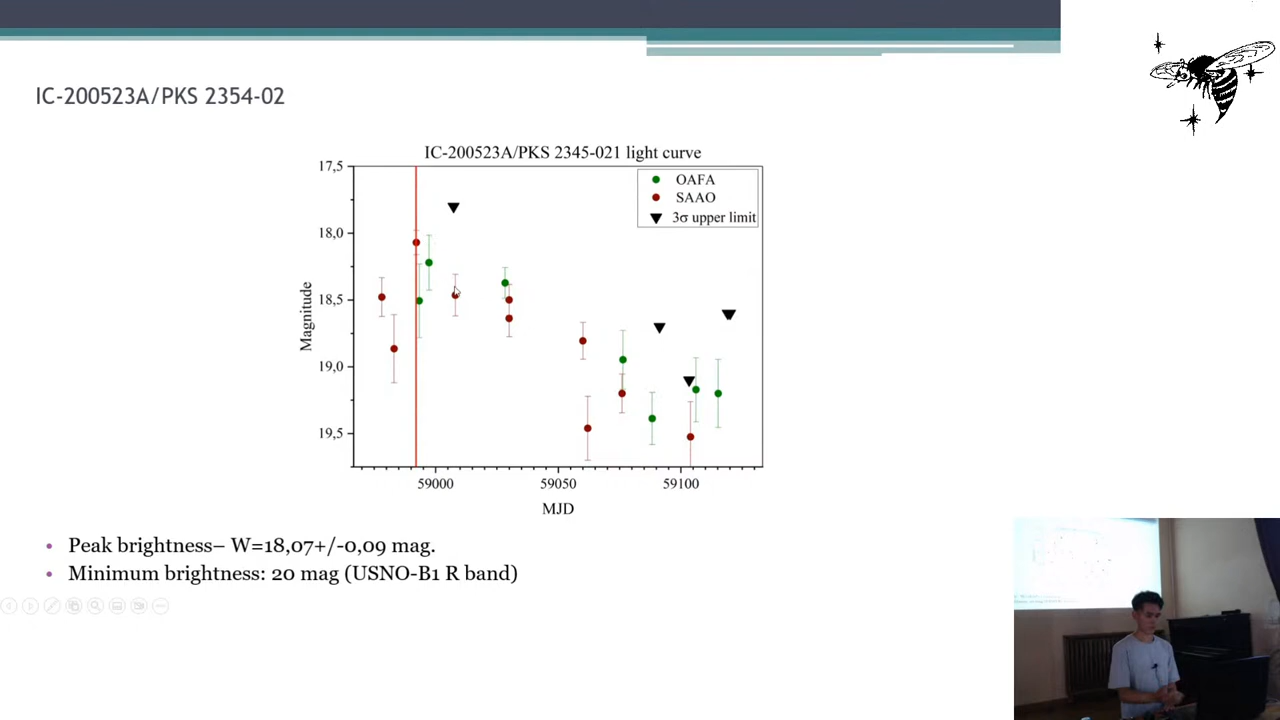 IC-200523A/PKS 2354-02
IC-200523A/PKS 2345-021 light curve
17,5
18,0
18,5
19,0
19,5
Magnitude
OAFA
SAAO
3σ upper limit
59000
59050
59100
MJD
• Peak brightness– W=18,07+/-0,09 mag.
• Minimum brightness: 20 mag (USNO-B1 R band)